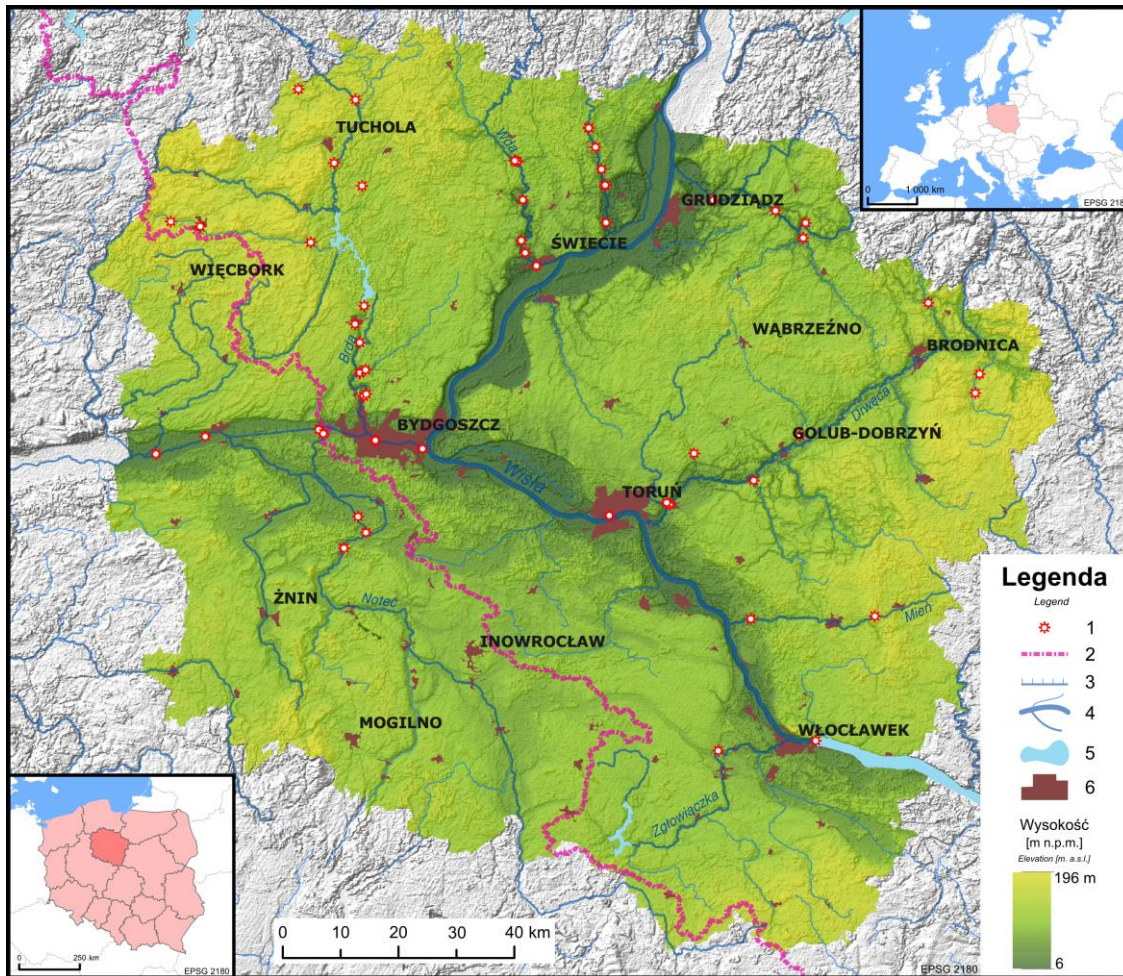 0 1 000 km
EPSG 218
TUCHOLA
Wda
GRUDZIĄDZ
ŚWIECIE
WIĘCBORK
WĄBRZEŹNO
Brda
BRODNICA
Drwęca
BYDGOSZCZ
GOLUB-DOBRZYŃ
Wisła
TORUŃ
ŻNIN
Noteć
Mień
INOWROCŁAW
MOGILNO
WŁOCŁAWEK
Zgłowiączka
Legenda
Legend
1
2
3
4
5
6
Wysokość
[m n.p.m.]
Elevation [m. a.s.l.]
196 m
6
0 250 km
EPSG 2180
0 10 20 30 40 km
EPSG 2180